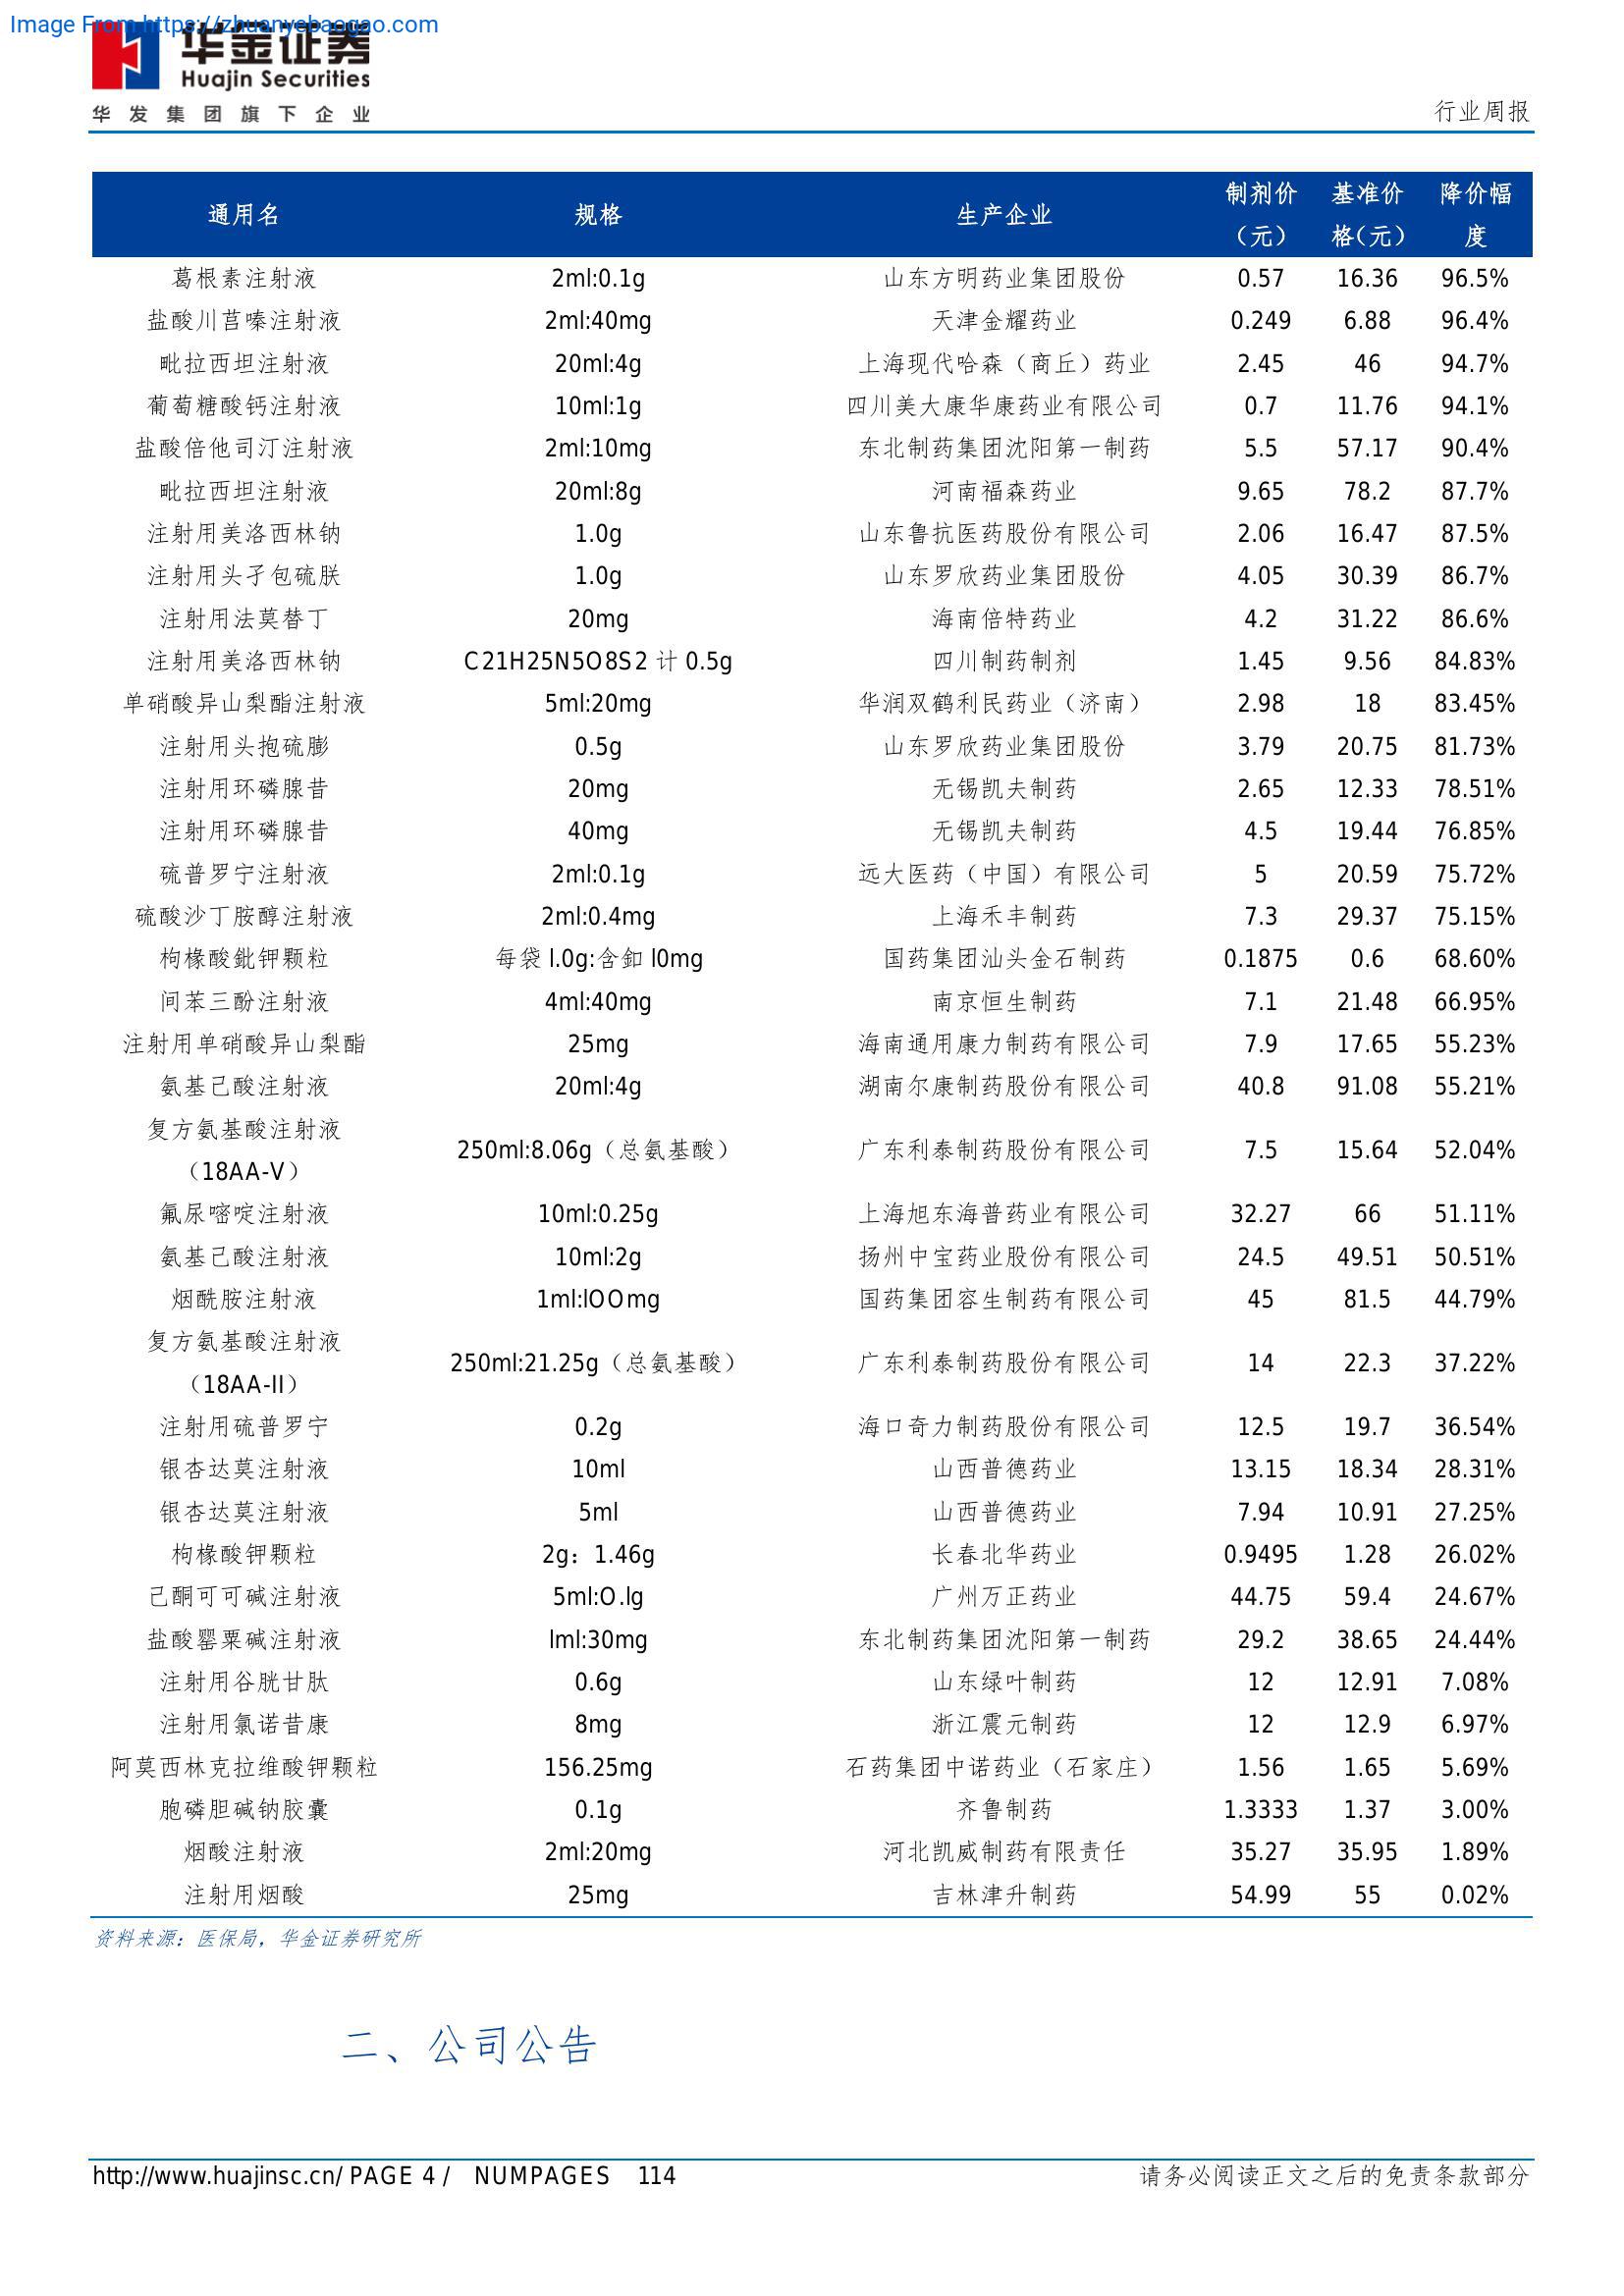 Image From https://zhuanyebaogao.com
华金证券
Huajin Securities
华发集团旗下企业
行业周报
通用名 规格 生产企业 制剂价（元） 基准价格（元） 降价幅度
葛根素注射液 2ml:0.1g 山东方明药业集团股份 0.57 16.36 96.5%
盐酸川芎嗪注射液 2ml:40mg 天津金耀药业 0.249 6.88 96.4%
吡拉西坦注射液 20ml:4g 上海现代哈森（商丘）药业 2.45 46 94.7%
葡萄糖酸钙注射液 10ml:1g 四川美大康华康药业有限公司 0.7 11.76 94.1%
盐酸倍他司汀注射液 2ml:10mg 东北制药集团沈阳第一制药 5.5 57.17 90.4%
毗拉西坦注射液 20ml:8g 河南福森药业 9.65 78.2 87.7%
注射用美洛西林钠 1.0g 山东鲁抗医药股份有限公司 2.06 16.47 87.5%
注射用头孑包硫朕 1.0g 山东罗欣药业集团股份 4.05 30.39 86.7%
注射用法莫替丁 20mg 海南倍特药业 4.2 31.22 86.6%
注射用美洛西林钠 C21H25N5O8S2 计 0.5g 四川制药制剂 1.45 9.56 84.83%
单硝酸异山梨酯注射液 5ml:20mg 华润双鹤利民药业（济南） 2.98 18 83.45%
注射用头抱硫膨 0.5g 山东罗欣药业集团股份 3.79 20.75 81.73%
注射用环磷腺昔 20mg 无锡凯夫制药 2.65 12.33 78.51%
注射用环磷腺昔 40mg 无锡凯夫制药 4.5 19.44 76.85%
硫普罗宁注射液 2ml:0.1g 远大医药（中国）有限公司 5 20.59 75.72%
硫酸沙丁胺醇注射液 2ml:0.4mg 上海禾丰制药 7.3 29.37 75.15%
枸橼酸鈚钾颗粒 每袋 l.0g:含釦 l0mg 国药集团汕头金石制药 0.1875 0.6 68.60%
间苯三酚注射液 4ml:40mg 南京恒生制药 7.1 21.48 66.95%
注射用单硝酸异山梨酯 25mg 海南通用康力制药有限公司 7.9 17.65 55.23%
氨基己酸注射液 20ml:4g 湖南尔康制药股份有限公司 40.8 91.08 55.21%
复方氨基酸注射液（18AA-V） 250ml:8.06g（总氨基酸） 广东利泰制药股份有限公司 7.5 15.64 52.04%
氟尿嘧啶注射液 10ml:0.25g 上海旭东海普药业有限公司 32.27 66 51.11%
氨基己酸注射液 10ml:2g 扬州中宝药业股份有限公司 24.5 49.51 50.51%
烟酰胺注射液 1ml:lOOmg 国药集团容生制药有限公司 45 81.5 44.79%
复方氨基酸注射液（18AA-II） 250ml:21.25g（总氨基酸） 广东利泰制药股份有限公司 14 22.3 37.22%
注射用硫普罗宁 0.2g 海口奇力制药股份有限公司 12.5 19.7 36.54%
银杏达莫注射液 10ml 山西普德药业 13.15 18.34 28.31%
银杏达莫注射液 5ml 山西普德药业 7.94 10.91 27.25%
枸橼酸钾颗粒 2g：1.46g 长春北华药业 0.9495 1.28 26.02%
己酮可可碱注射液 5ml:O.lg 广州万正药业 44.75 59.4 24.67%
盐酸罂粟碱注射液 lml:30mg 东北制药集团沈阳第一制药 29.2 38.65 24.44%
注射用谷胱甘肽 0.6g 山东绿叶制药 12 12.91 7.08%
注射用氯诺昔康 8mg 浙江震元制药 12 12.9 6.97%
阿莫西林克拉维酸钾颗粒 156.25mg 石药集团中诺药业（石家庄） 1.56 1.65 5.69%
胞磷胆碱钠胶囊 0.1g 齐鲁制药 1.3333 1.37 3.00%
烟酸注射液 2ml:20mg 河北凯威制药有限责任 35.27 35.95 1.89%
注射用烟酸 25mg 吉林津升制药 54.99 55 0.02%
资料来源：医保局，华金证券研究所
二、公司公告
http://www.huajinsc.cn/ PAGE 4 / NUMPAGES 114
请务必阅读正文之后的免责条款部分